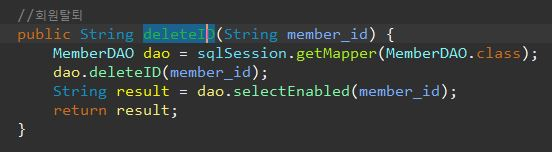 //회원탈퇴
public String deleteID(String member_id) {
MemberDAO dao = sqlSession.getMapper(MemberDAO.class);
dao.deleteID(member_id);
String result = dao.selectEnabled(member_id);
return result;
}